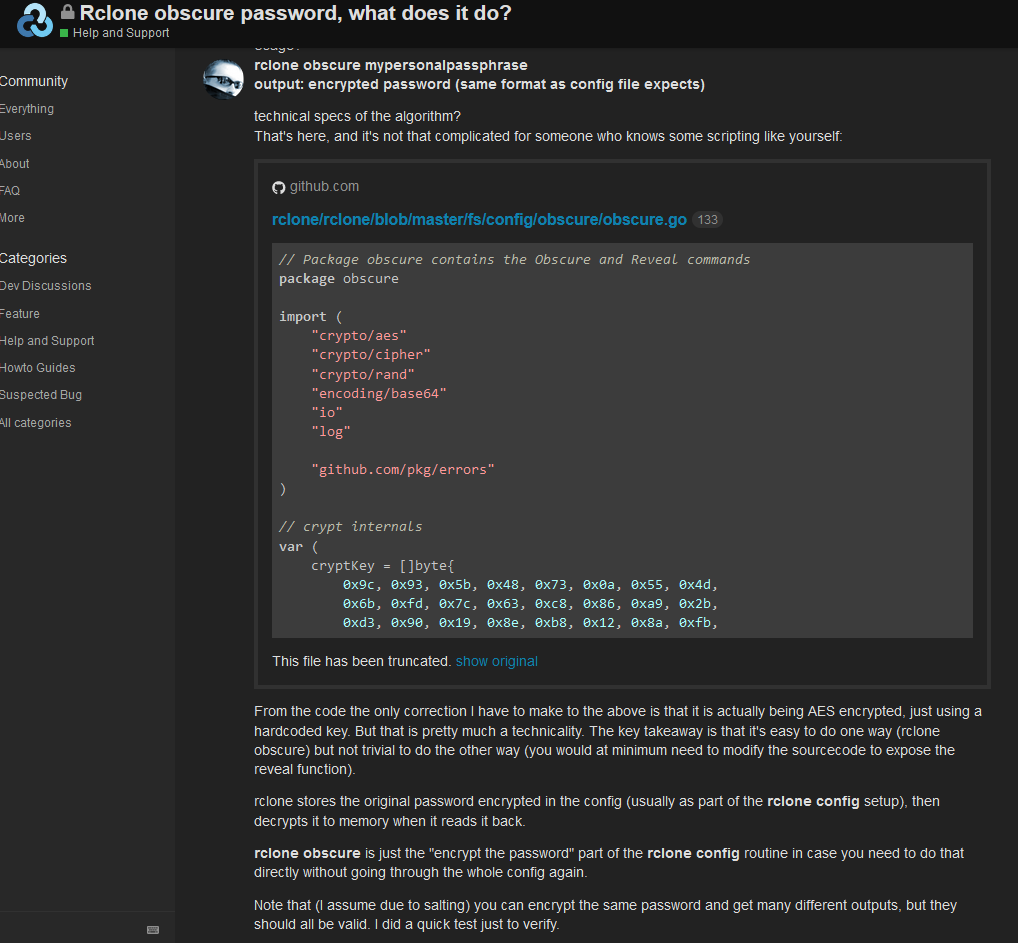 Rclone obscure password, what does it do?
Help and Support
Community
Everything
Users
About
FAQ
More
Categories
Dev Discussions
Feature
Help and Support
Howto Guides
Suspected Bug
All categories
usage?
rclone obscure mypersonalpassphrase
output: encrypted password (same format as config file expects)
technical specs of the algorithm?
That's here, and it's not that complicated for someone who knows some scripting like yourself:
github.com
rclone/rclone/blob/master/fs/config/obscure/obscure.go 133
// Package obscure contains the Obscure and Reveal commands
package obscure
import (
"crypto/aes"
"crypto/cipher"
"crypto/rand"
"encoding/base64"
"io"
"log"
"github.com/pkg/errors"
)
// crypt internals
var (
cryptKey = []byte{
0x9c, 0x93, 0x5b, 0x48, 0x73, 0x0a, 0x55, 0x4d,
0x6b, 0xfd, 0x7c, 0x63, 0xc8, 0x86, 0xa9, 0x2b,
0xd3, 0x90, 0x19, 0x8e, 0xb8, 0x12, 0x8a, 0xfb,
This file has been truncated. show original
From the code the only correction I have to make to the above is that it is actually being AES encrypted, just using a
hardcoded key. But that is pretty much a technicality. The key takeaway is that it's easy to do one way (rclone
obscure) but not trivial to do the other way (you would at minimum need to modify the sourcecode to expose the
reveal function).
rclone stores the original password encrypted in the config (usually as part of the rclone config setup), then
decrypts it to memory when it reads it back.
rclone obscure is just the "encrypt the password" part of the rclone config routine in case you need to do that
directly without going through the whole config again.
Note that (I assume due to salting) you can encrypt the same password and get many different outputs, but they
should all be valid. I did a quick test just to verify.